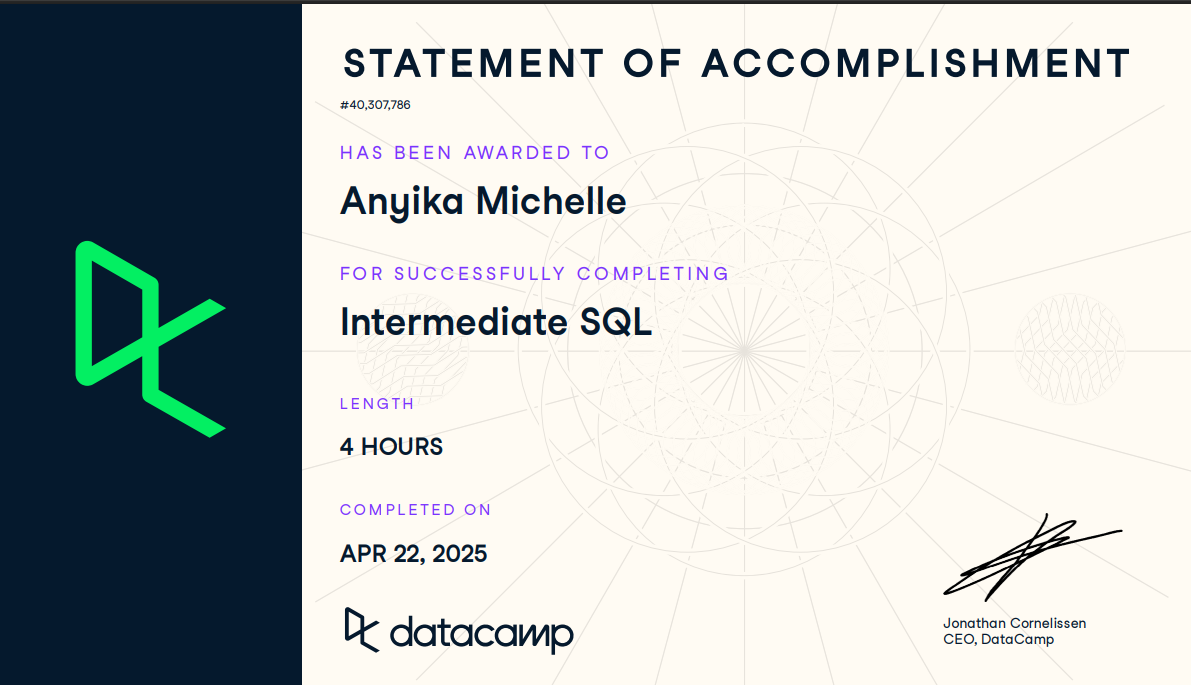 STATEMENT OF ACCOMPLISHMENT
#40,307,786
HAS BEEN AWARDED TO
Anyika Michelle
FOR SUCCESSFULLY COMPLETING
Intermediate SQL
LENGTH
4 HOURS
COMPLETED ON
APR 22, 2025
datacamp
Jonathan Cornelissen
CEO, DataCamp